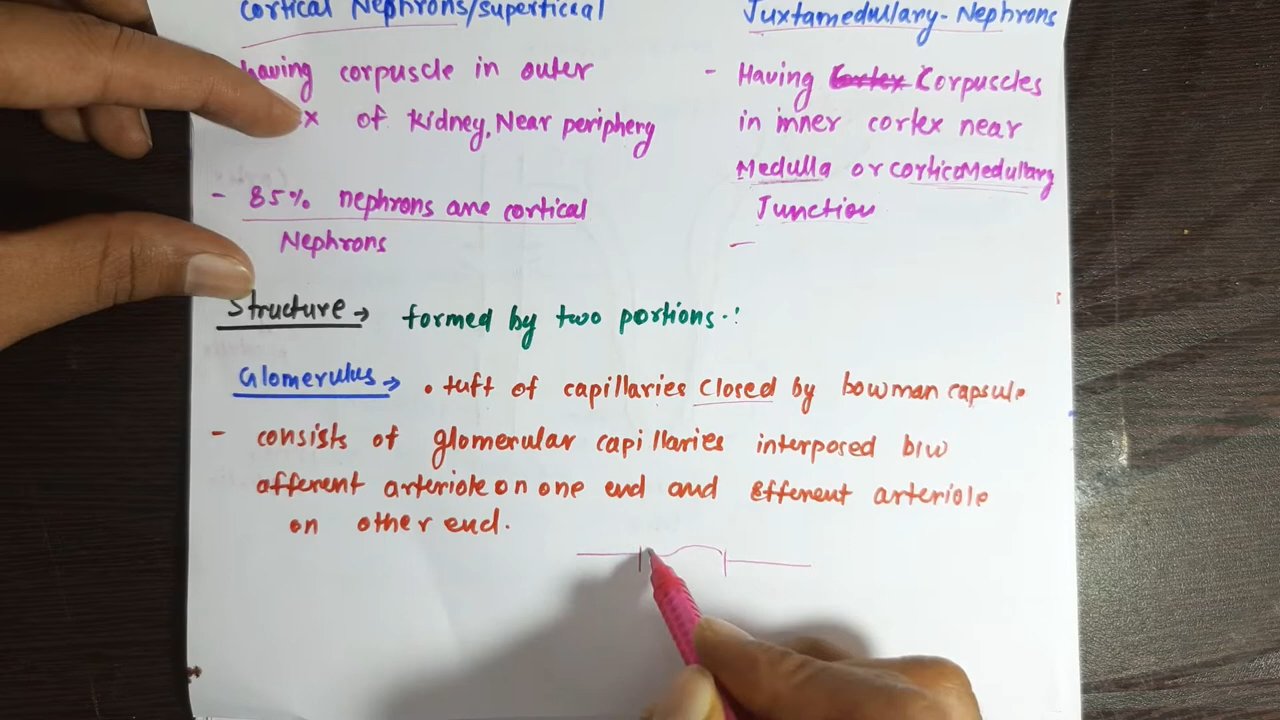 Cortical Nephrons/superficial
having corpuscle in outer
of Kidney, Near periphery
- 85% nephrons are cortical
Nephrons
Juxtamedullary-Nephrons
- Having Corpuscles
in inner cortex near
Medulla or corticoMedullary
Junction
-
Structure → formed by two portions.:
Glomerulus → • tuft of capillaries closed by bowman capsule
- consists of glomerular capillaries interposed b/w
afferent arteriole on one end and Efferent arteriole
on other end.